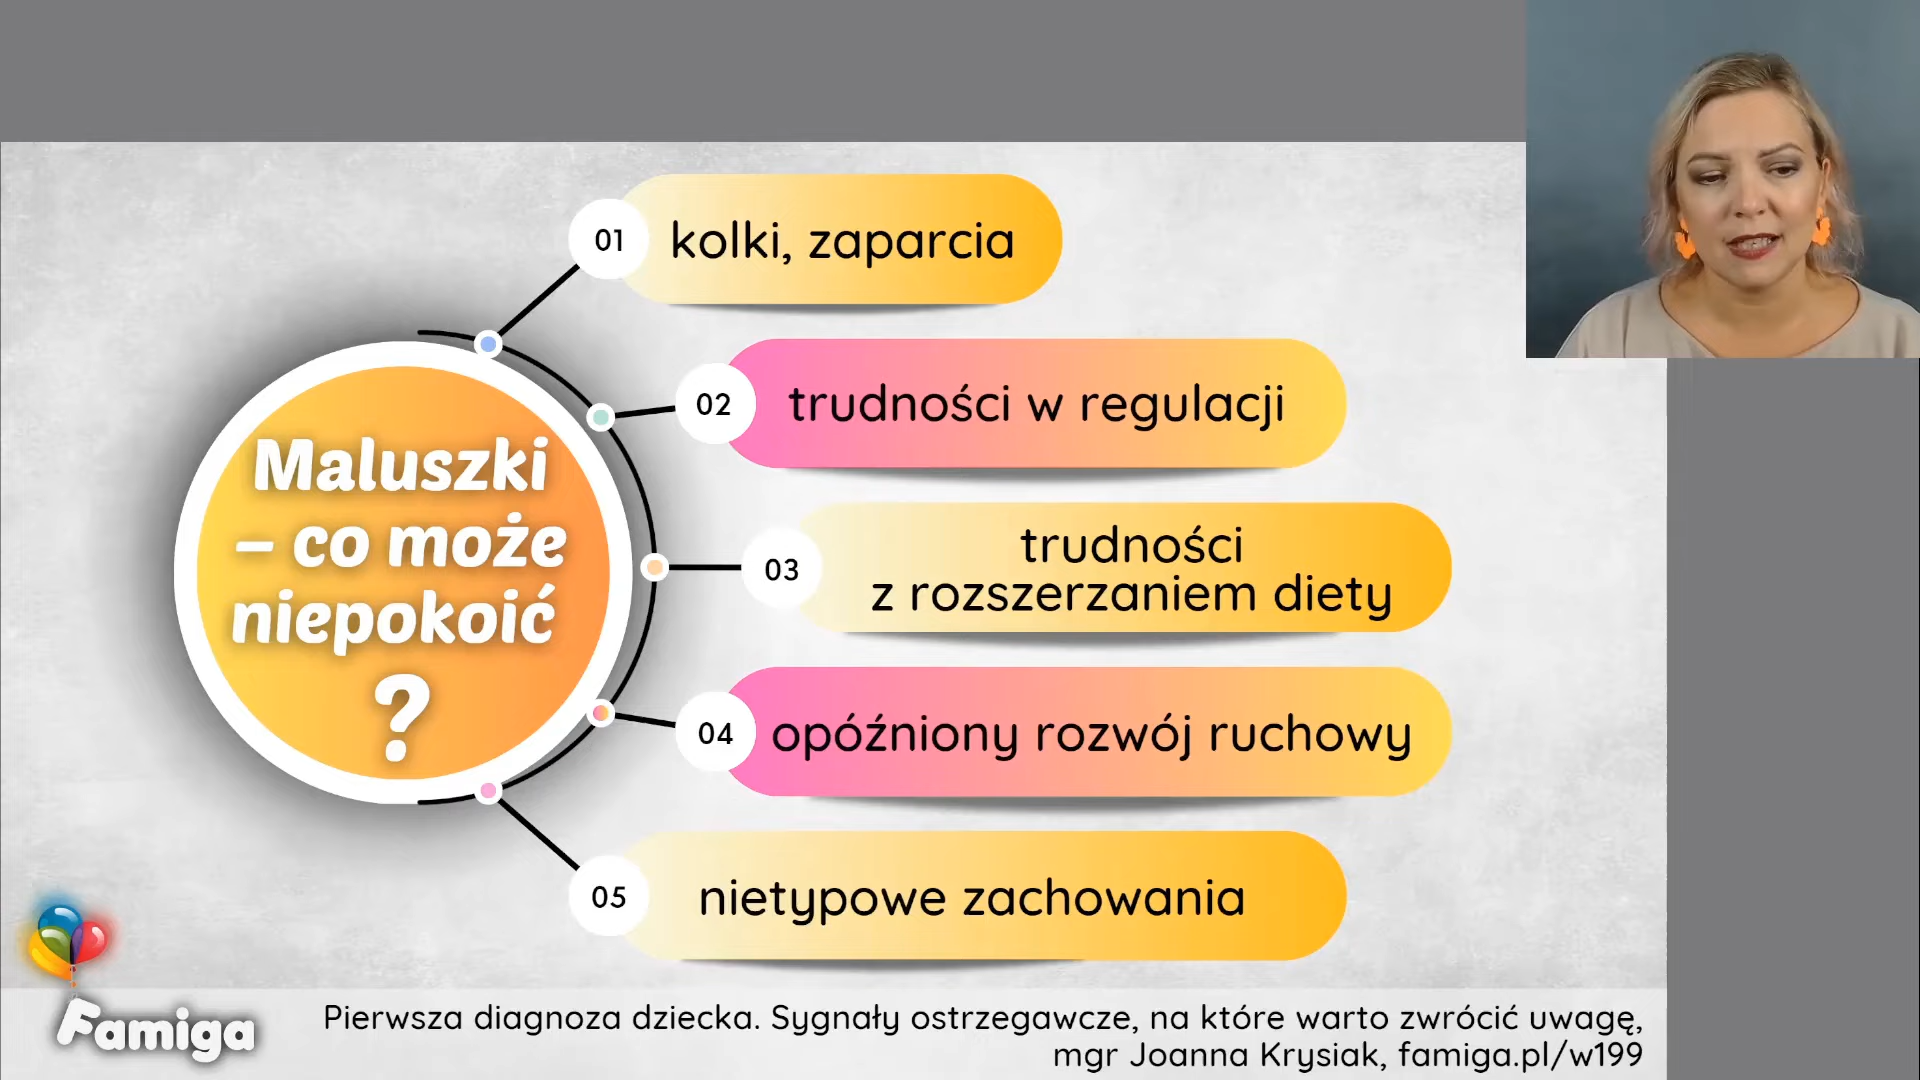 Maluszki
– co może
niepokoić
?
01 kolki, zaparcia
02 trudności w regulacji
03 trudności
z rozszerzaniem diety
04 opóźniony rozwój ruchowy
05 nietypowe zachowania
Famiga
Pierwsza diagnoza dziecka. Sygnały ostrzegawcze, na które warto zwrócić uwagę,
mgr Joanna Krysiak, famiga.pl/w199